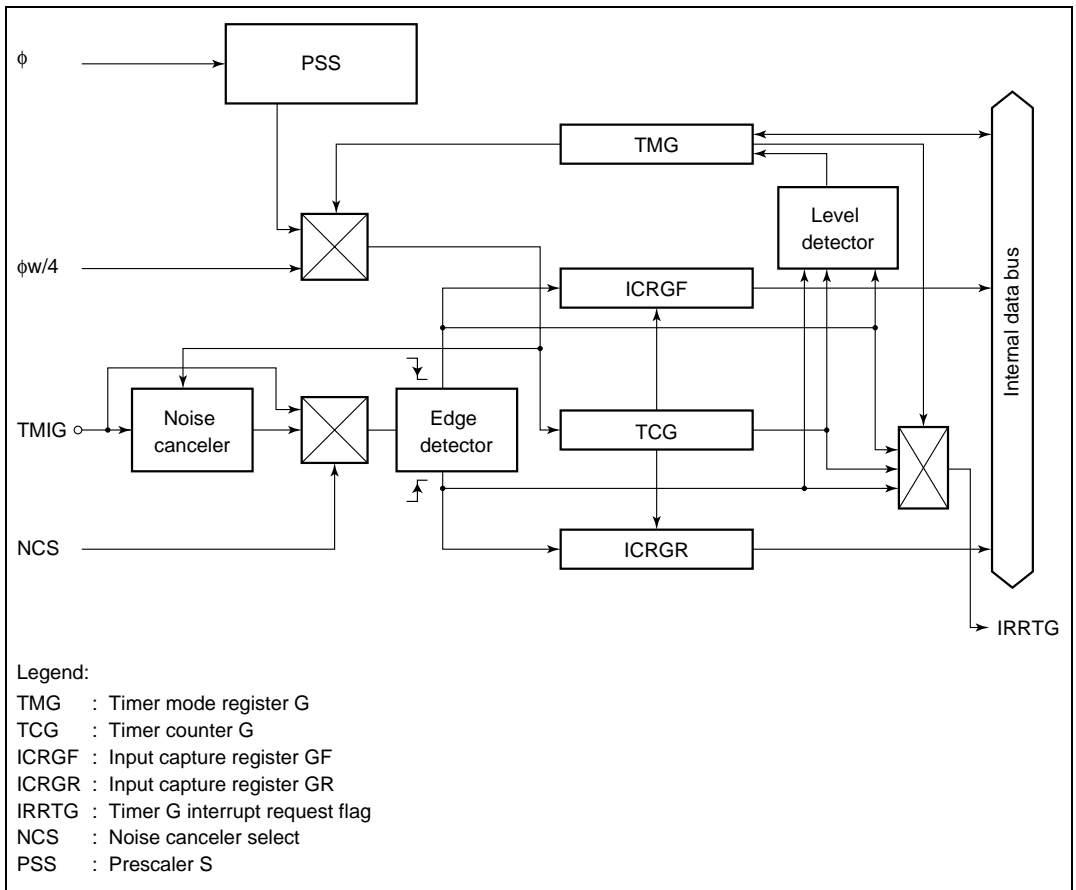 ϕ
PSS
TMG
Level
detector
ϕw/4
ICRGF
Internal data bus
TMIG
Noise
canceler
Edge
detector
TCG
NCS
ICRGR
IRRTG
Legend:
TMG : Timer mode register G
TCG : Timer counter G
ICRGF : Input capture register GF
ICRGR : Input capture register GR
IRRTG : Timer G interrupt request flag
NCS : Noise canceler select
PSS : Prescaler S